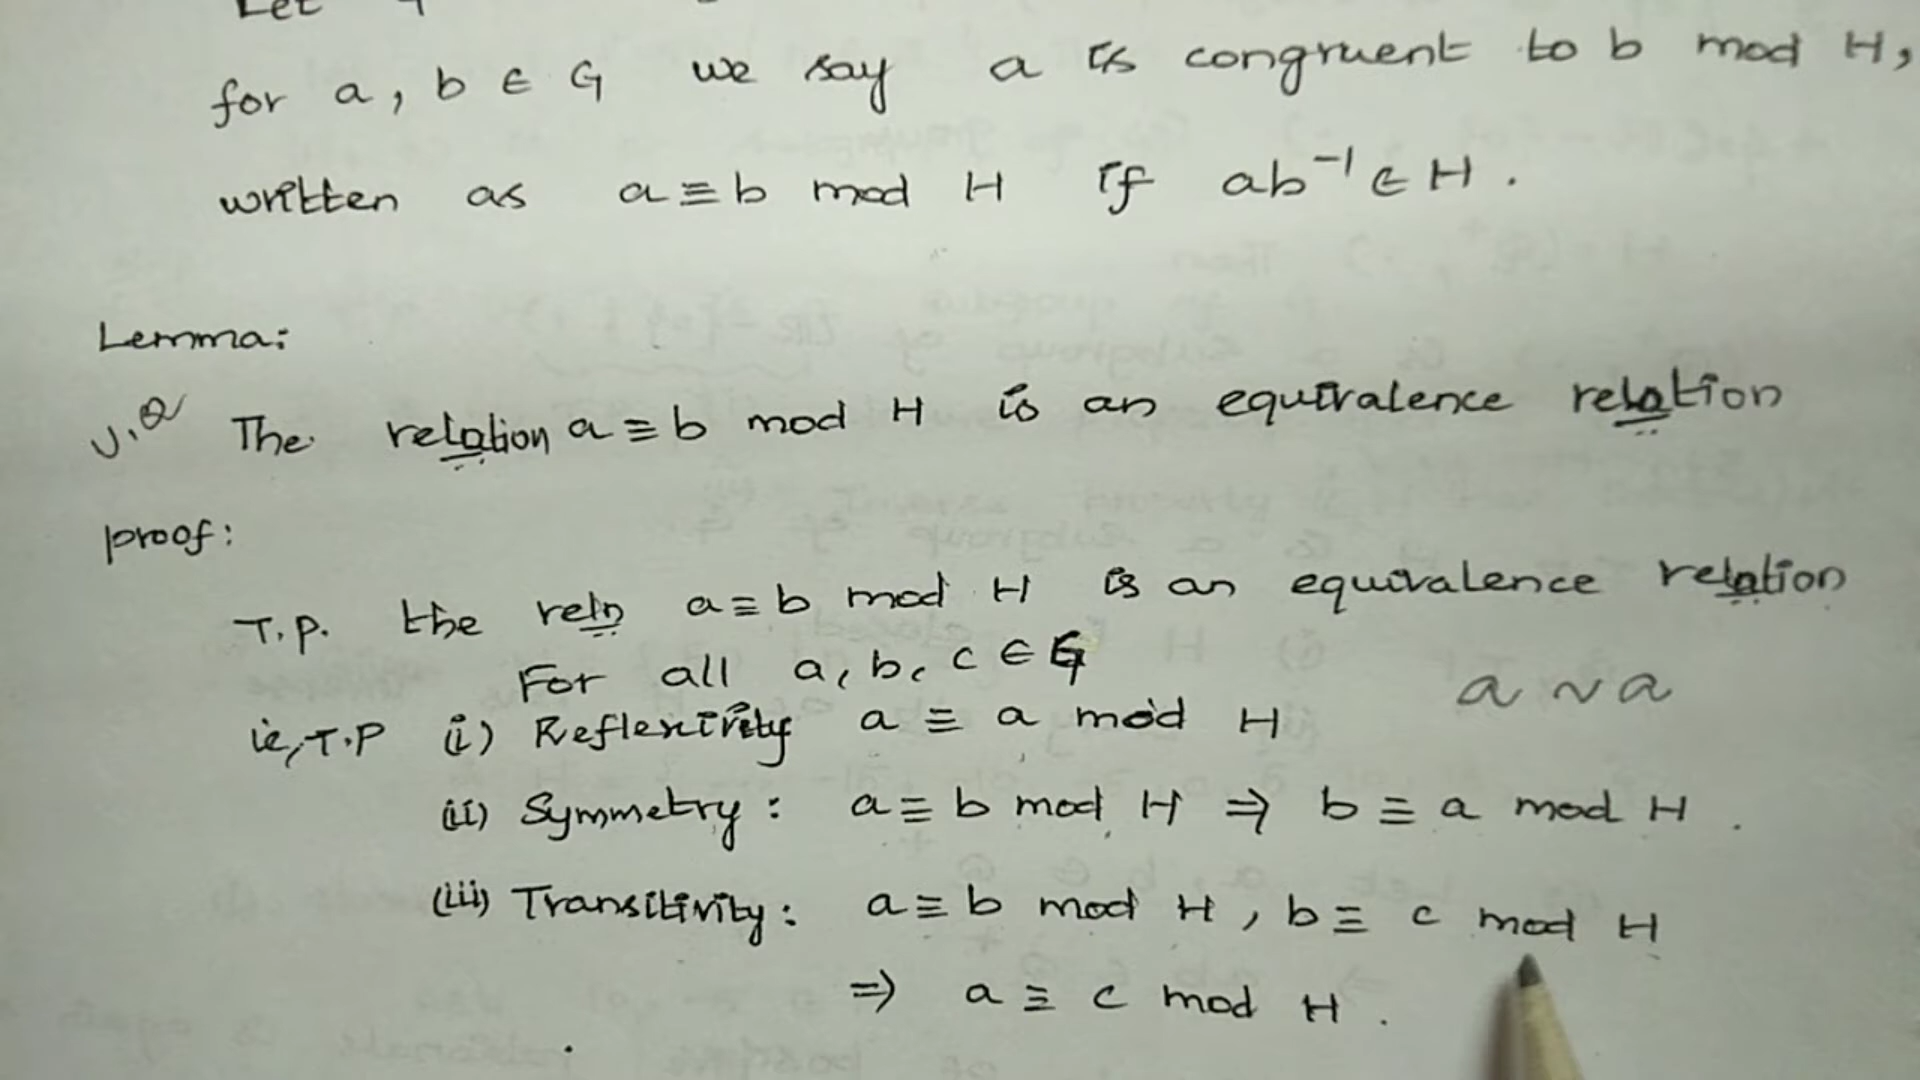 Let
for a, b ∈ G we say a is congruent to b mod H,
written as a ≡ b mod H if ab⁻¹ ∈ H.
Lemma:
U.Q The relation a ≡ b mod H is an equivalence relation
proof:
T.p. the reln a ≡ b mod H is an equivalence relation
For all a, b, c ∈ G
a ~ a
ie, T.P (i) Reflexivity a ≡ a mod H
(ii) Symmetry : a ≡ b mod H ⇒ b ≡ a mod H .
(iii) Transitivity : a ≡ b mod H , b ≡ c mod H
⇒ a ≡ c mod H .